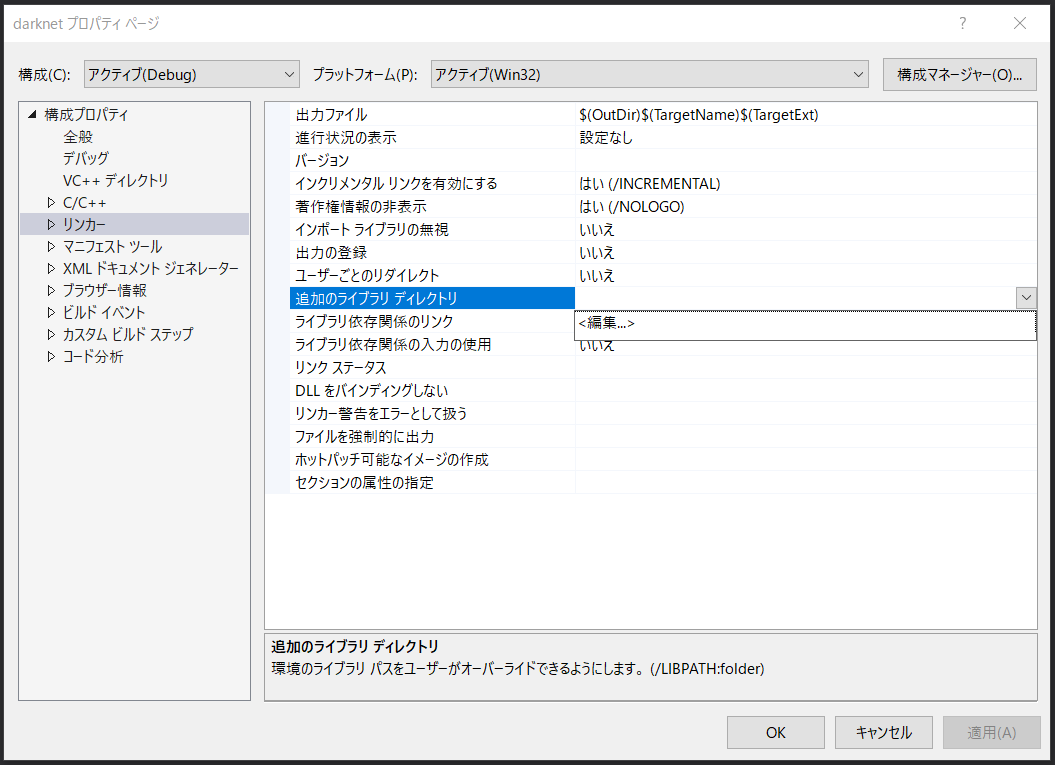 darknet プロパティ ページ
?
構成(C): アクティブ(Debug) プラットフォーム(P): アクティブ(Win32) 構成マネージャー(O)...
構成プロパティ
全般
デバッグ
VC++ ディレクトリ
C/C++
リンカー
マニフェスト ツール
XML ドキュメント ジェネレーター
ブラウザー情報
ビルド イベント
カスタム ビルド ステップ
コード分析
出力ファイル $(OutDir)$(TargetName)$(TargetExt)
進行状況の表示 設定なし
バージョン
インクリメンタル リンクを有効にする はい (/INCREMENTAL)
著作権情報の非表示 はい (/NOLOGO)
インポート ライブラリの無視 いいえ
出力の登録 いいえ
ユーザーごとのリダイレクト いいえ
追加のライブラリ ディレクトリ
ライブラリ依存関係のリンク <編集...>
ライブラリ依存関係の入力の使用 いいえ
リンク ステータス
DLL をバインディングしない
リンカー警告をエラーとして扱う
ファイルを強制的に出力
ホットパッチ可能なイメージの作成
セクションの属性の指定
追加のライブラリ ディレクトリ
環境のライブラリ パスをユーザーがオーバーライドできるようにします。(/LIBPATH:folder)
OK キャンセル 適用(A)